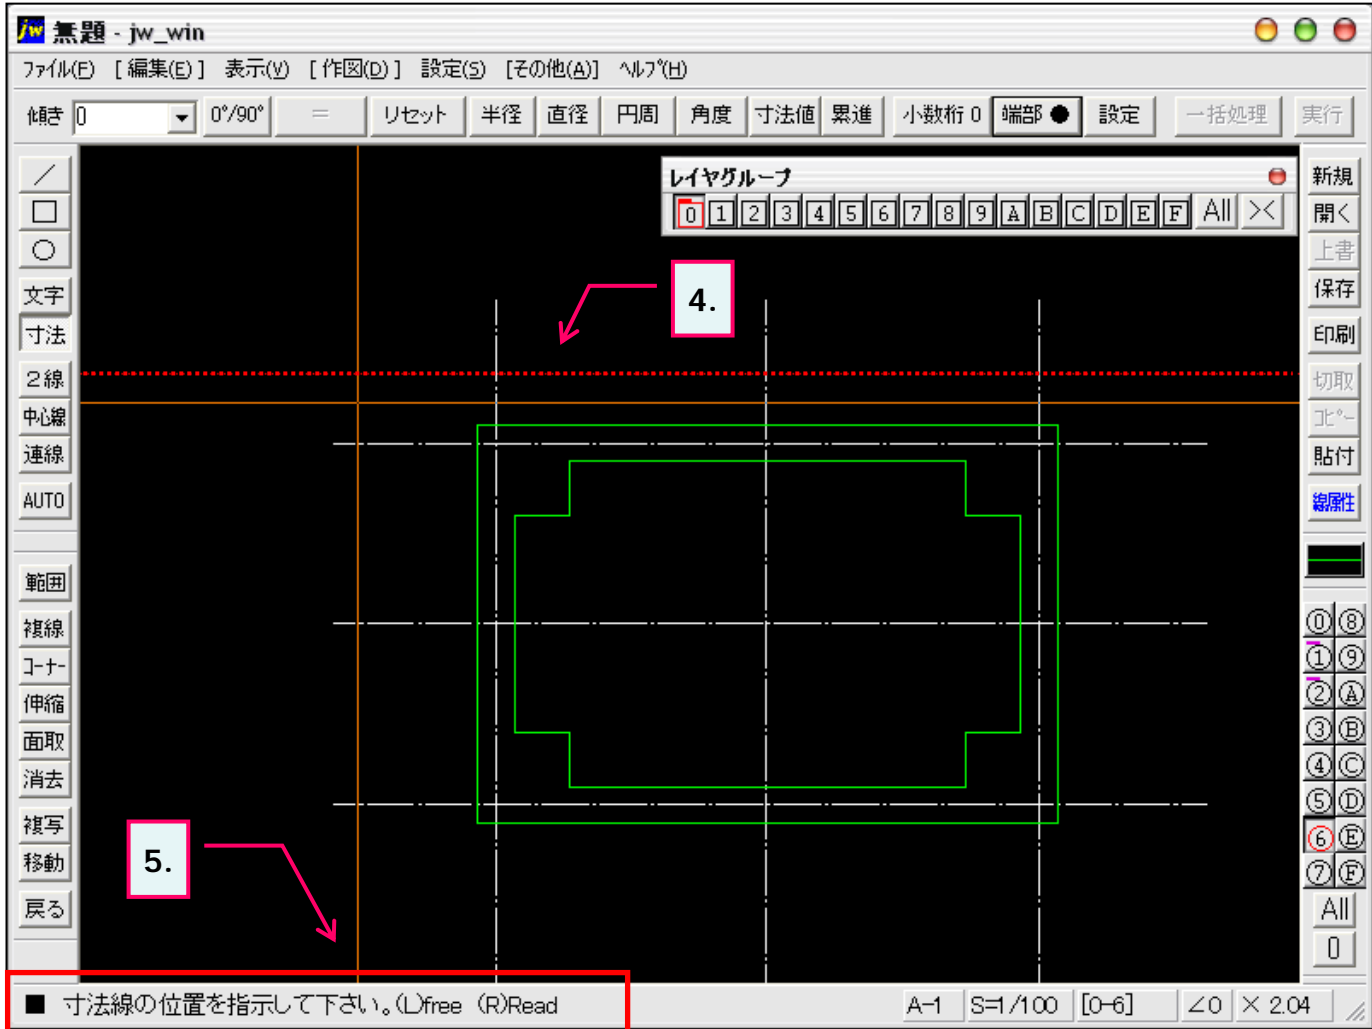 無題 - jw_win
ﾌｧｲﾙ(F) [編集(E)] 表示(V) [作図(D)] 設定(S) [その他(A)] ﾍﾙﾌﾟ(H)
傾き 0 0°/90° = リセット 半径 直径 円周 角度 寸法値 累進 小数桁 0 端部 ● 設定 一括処理 実行
／
□
○
文字
寸法
２線
中心線
連線
AUTO
範囲
複線
ｺｰﾅｰ
伸縮
面取
消去
複写
移動
戻る
レイヤグループ
0 1 2 3 4 5 6 7 8 9 A B C D E F All ><
4.
5.
新規
開く
上書
保存
印刷
切取
ｺﾋﾟｰ
貼付
線属性
⓪ ⑧
① ⑨
② Ⓐ
③ Ⓑ
④ Ⓒ
⑤ Ⓓ
⑥ Ⓔ
⑦ Ⓕ
All
0
■ 寸法線の位置を指示して下さい。(L)free (R)Read
A-1 S=1/100 [0-6] ∠0 × 2.04